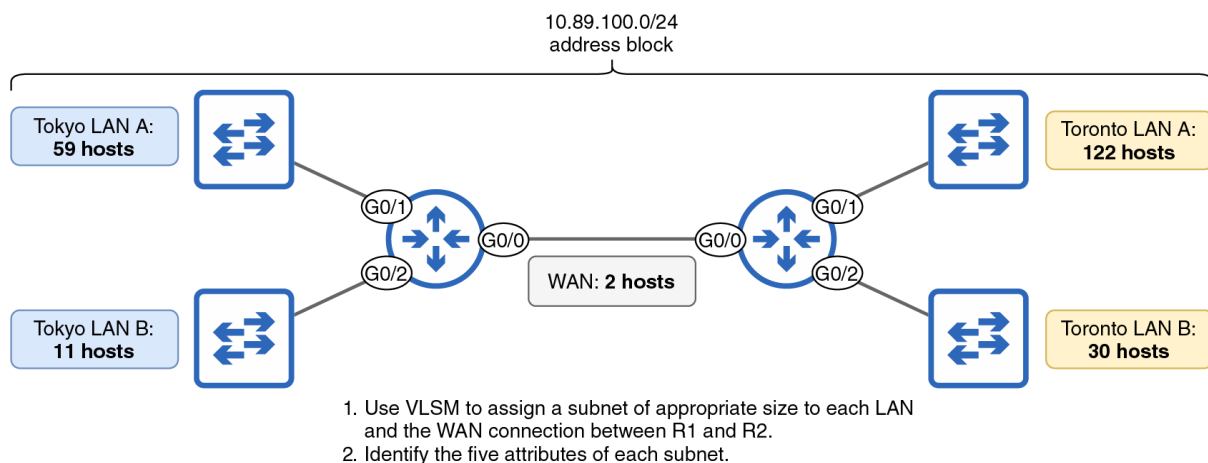 10.89.100.0/24
address block
Tokyo LAN A:
59 hosts
Toronto LAN A:
122 hosts
G0/1
G0/1
G0/0
G0/0
G0/2
G0/2
WAN: 2 hosts
Tokyo LAN B:
11 hosts
Toronto LAN B:
30 hosts
1. Use VLSM to assign a subnet of appropriate size to each LAN
and the WAN connection between R1 and R2.
2. Identify the five attributes of each subnet.